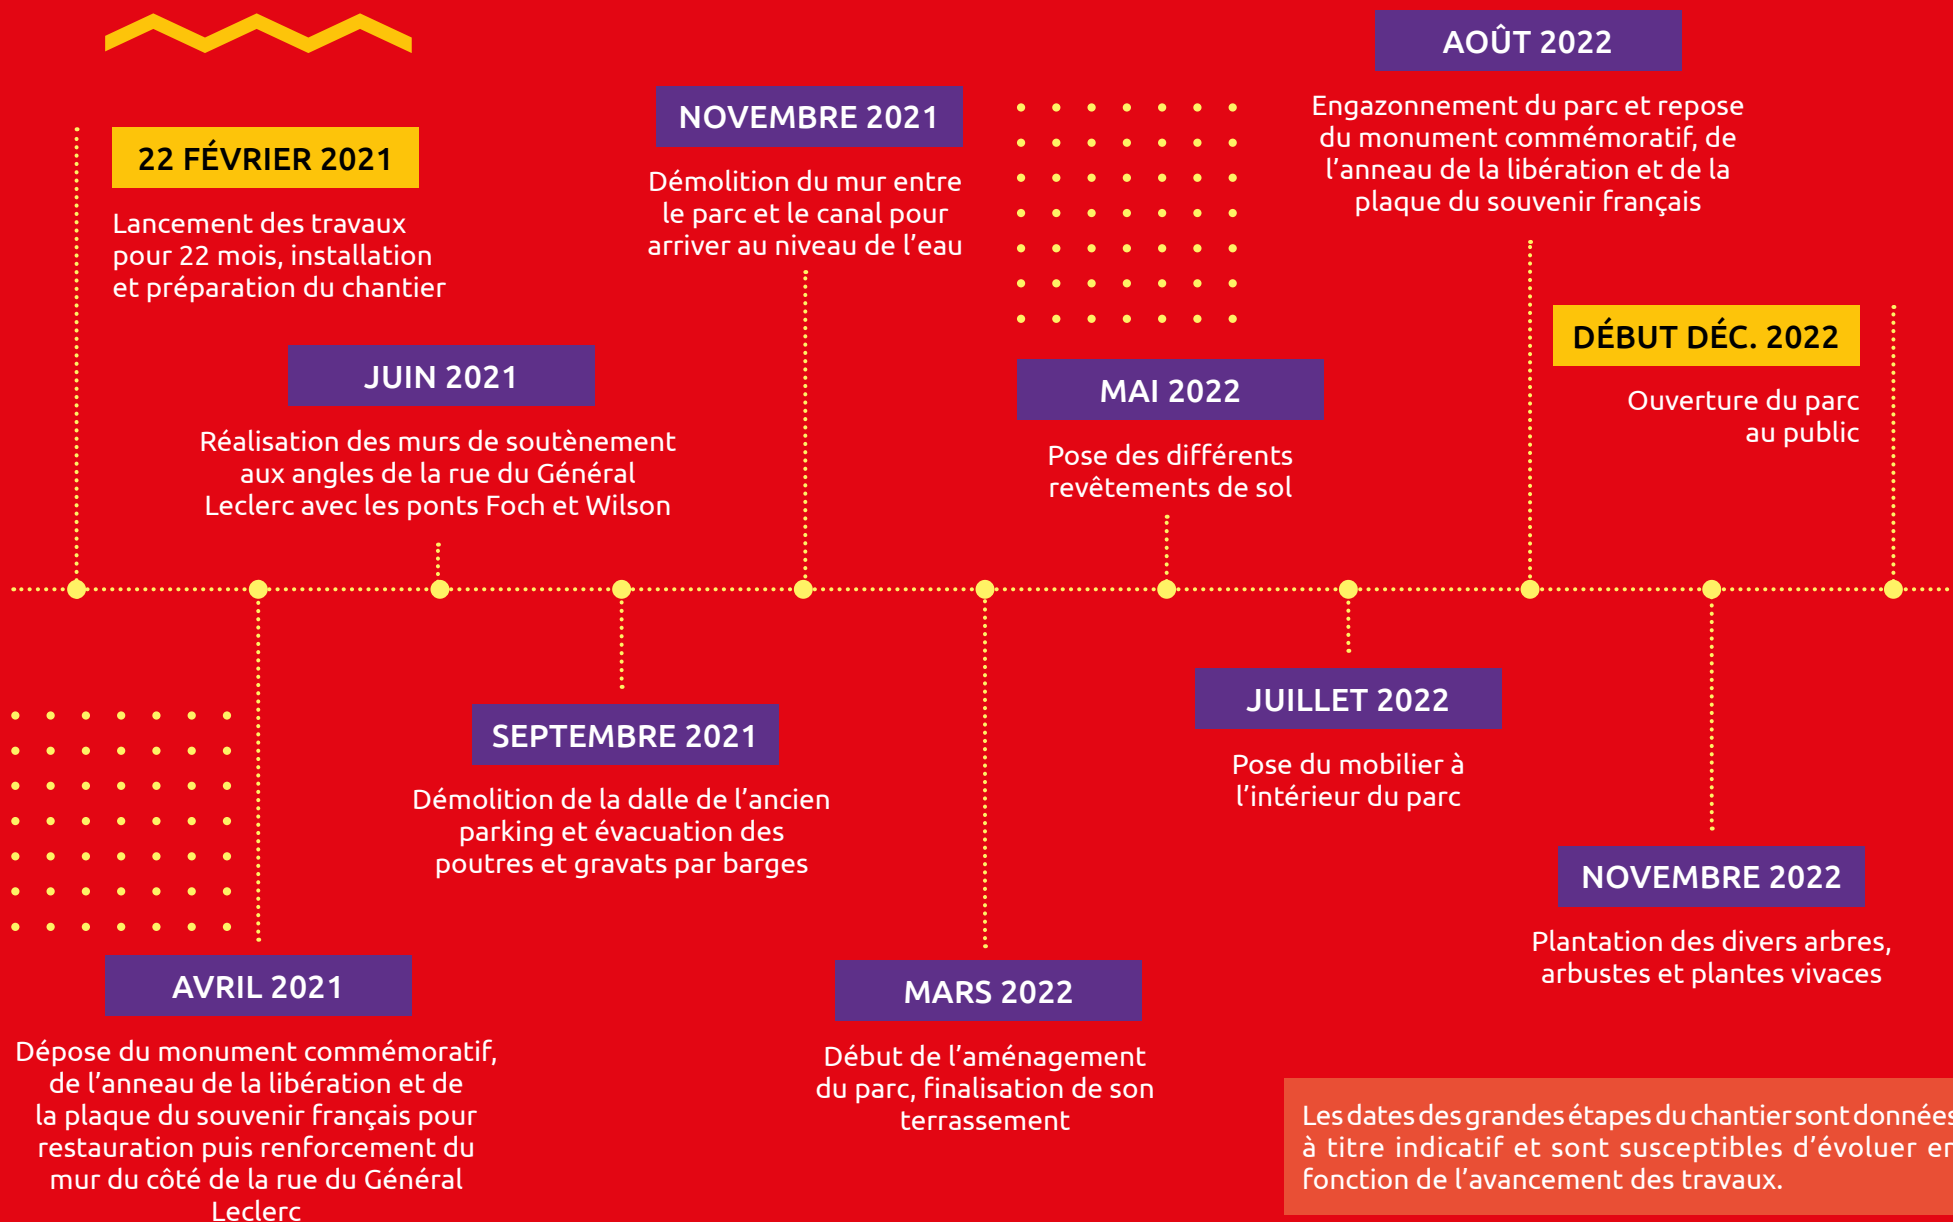 22 FÉVRIER 2021
Lancement des travaux
pour 22 mois, installation
et préparation du chantier
AVRIL 2021
Dépose du monument commémoratif,
de l’anneau de la libération et de
la plaque du souvenir français pour
restauration puis renforcement du
mur du côté de la rue du Général
Leclerc
JUIN 2021
Réalisation des murs de soutènement
aux angles de la rue du Général
Leclerc avec les ponts Foch et Wilson
SEPTEMBRE 2021
Démolition de la dalle de l’ancien
parking et évacuation des
poutres et gravats par barges
NOVEMBRE 2021
Démolition du mur entre
le parc et le canal pour
arriver au niveau de l’eau
MARS 2022
Début de l’aménagement
du parc, finalisation de son
terrassement
MAI 2022
Pose des différents
revêtements de sol
JUILLET 2022
Pose du mobilier à
l’intérieur du parc
AOÛT 2022
Engazonnement du parc et repose
du monument commémoratif, de
l’anneau de la libération et de la
plaque du souvenir français
NOVEMBRE 2022
Plantation des divers arbres,
arbustes et plantes vivaces
DÉBUT DÉC. 2022
Ouverture du parc
au public
Les dates des grandes étapes du chantier sont données
à titre indicatif et sont susceptibles d’évoluer en
fonction de l’avancement des travaux.